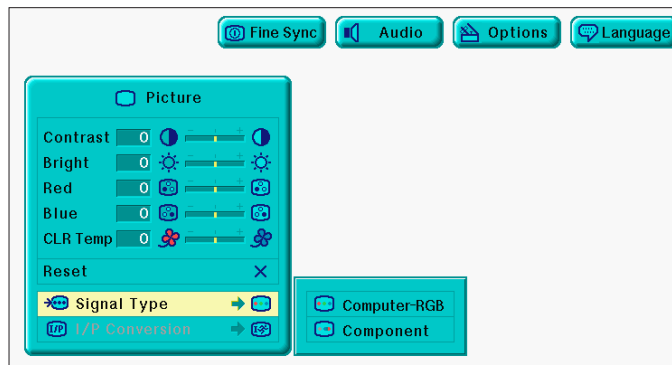 Fine Sync Audio Options Language
Picture
Contrast 0
Bright 0
Red 0
Blue 0
CLR Temp 0
Reset
Signal Type
Computer-RGB
I/P I/P Conversion
Component